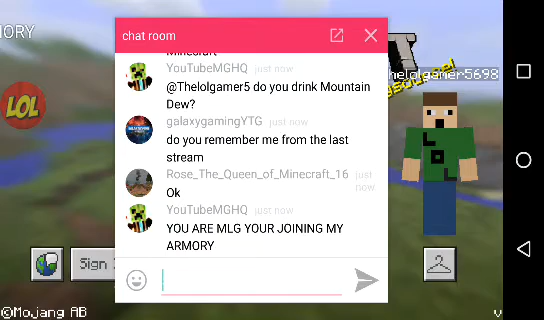 MORY
chat room
Minecraft
YouTubeMGHQ just now
@Thelolgamer5 do you drink Mountain
Dew?
thelolgamer5698
galaxygamingYTG just now
LOL
do you remember me from the last
stream
Rose_The_Queen_of_Minecraft_16 just
now
Ok
YouTubeMGHQ just now
YOU ARE MLG YOUR JOINING MY
ARMORY
Sign
©Mojang AB
v